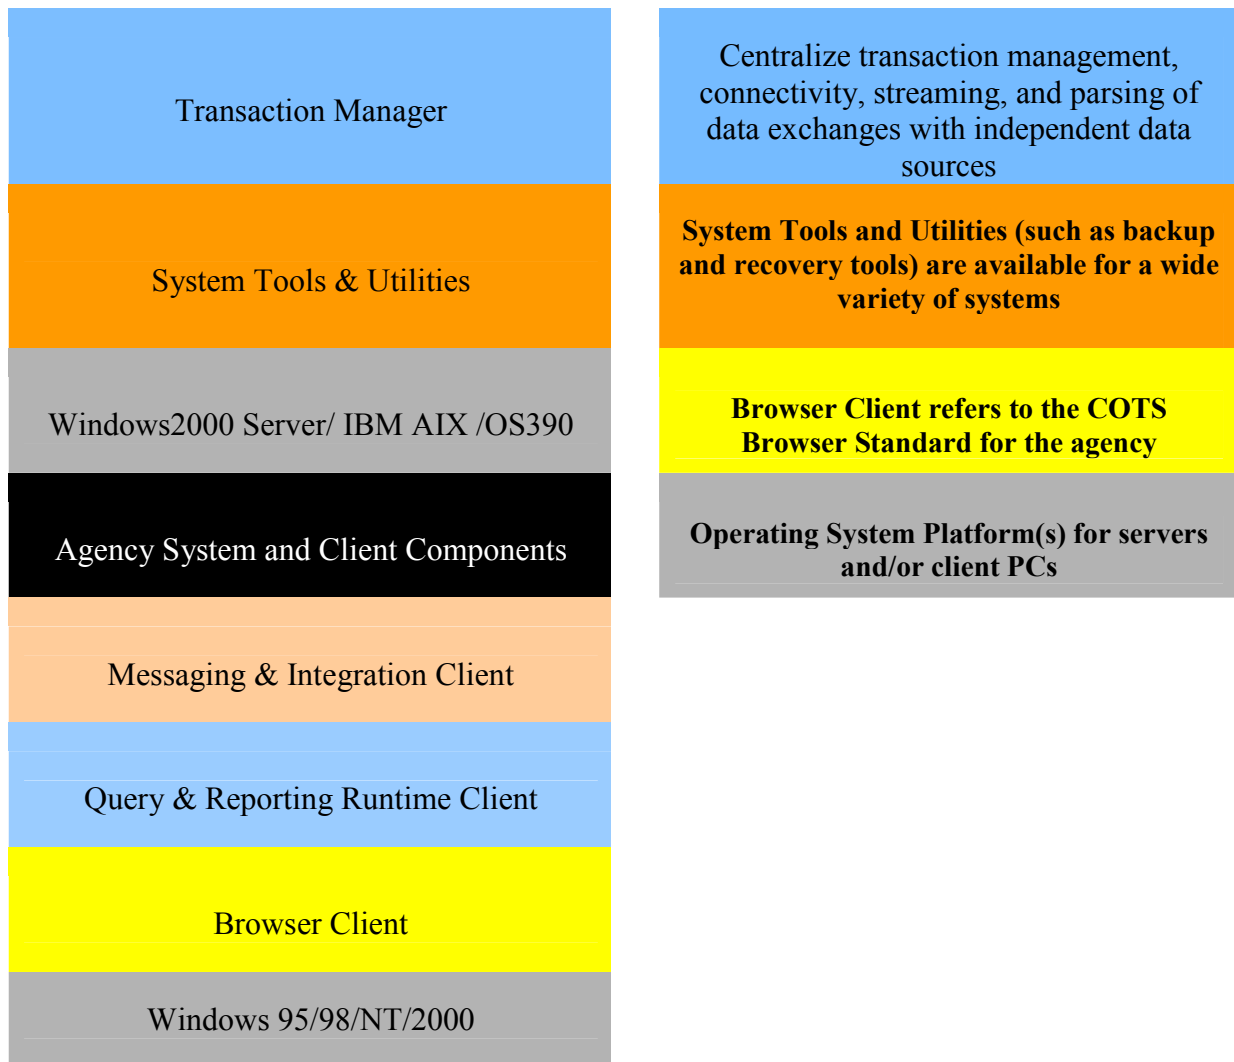 Transaction Manager
System Tools & Utilities
Windows2000 Server/ IBM AIX /OS390
Agency System and Client Components
Messaging & Integration Client
Query & Reporting Runtime Client
Browser Client
Windows 95/98/NT/2000
Centralize transaction management,
connectivity, streaming, and parsing of
data exchanges with independent data
sources
System Tools and Utilities (such as backup
and recovery tools) are available for a wide
variety of systems
Browser Client refers to the COTS
Browser Standard for the agency
Operating System Platform(s) for servers
and/or client PCs